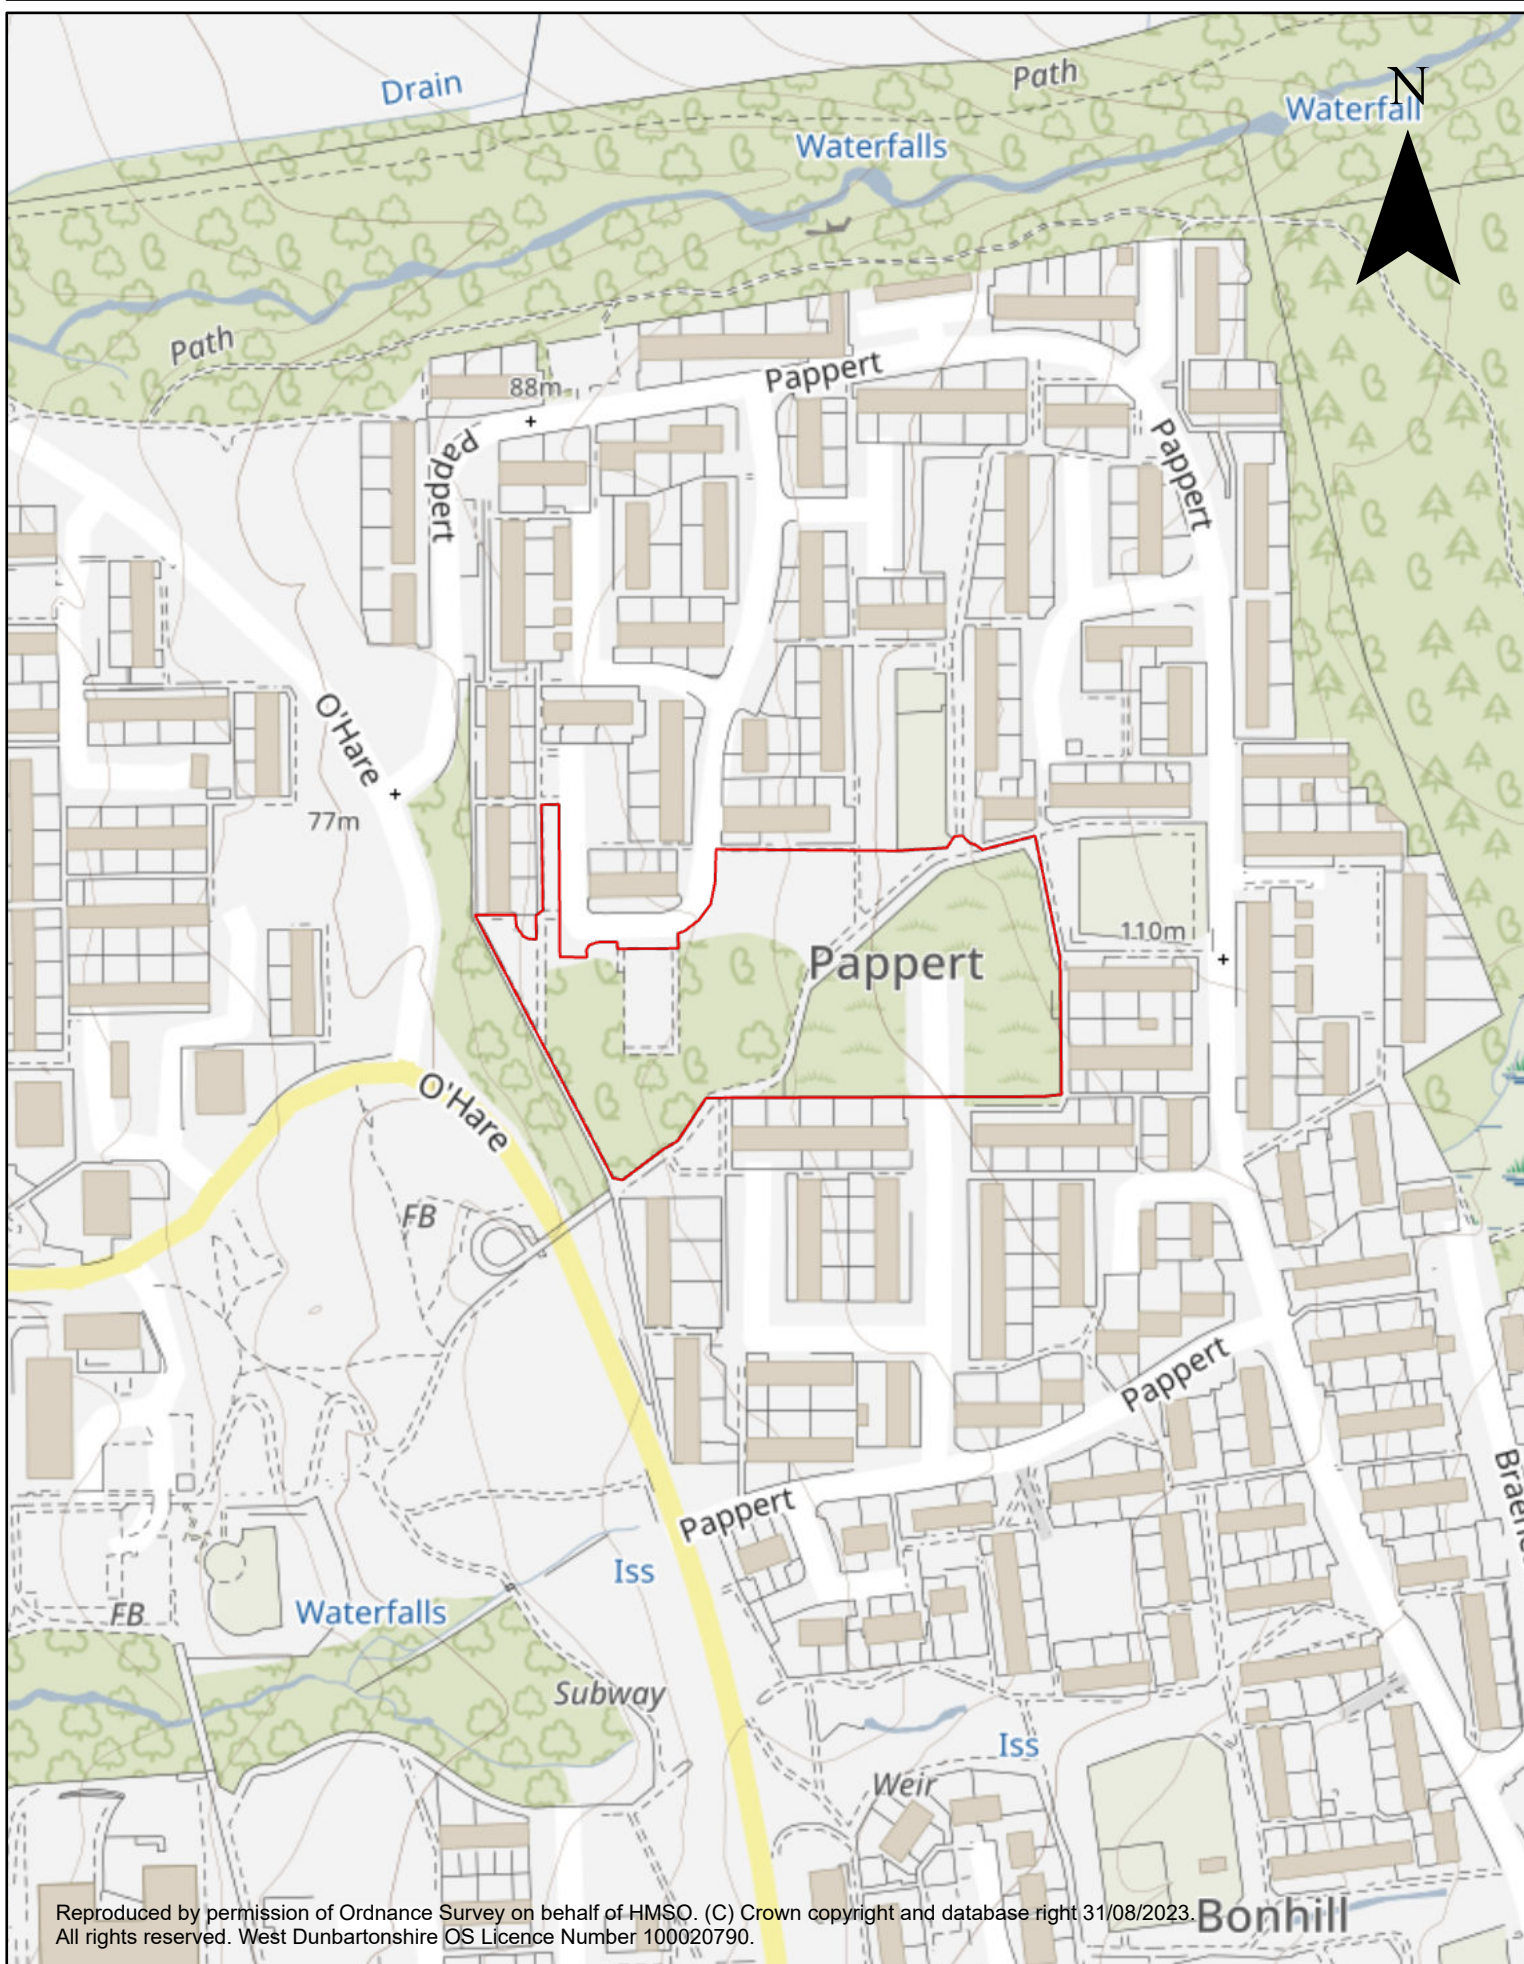 Path
N
Drain
Waterfall
Waterfalls
Path
Pappert
88m
Pappert
Pappert
O'Hare
77m
110m
Pappert
O'Hare
FB
Pappert
Braeh
Pappert
Iss
FB
Waterfalls
Subway
Iss
Weir
Bonhill
Reproduced by permission of Ordnance Survey on behalf of HMSO. (C) Crown copyright and database right 31/08/2023.
All rights reserved. West Dunbartonshire OS Licence Number 100020790.